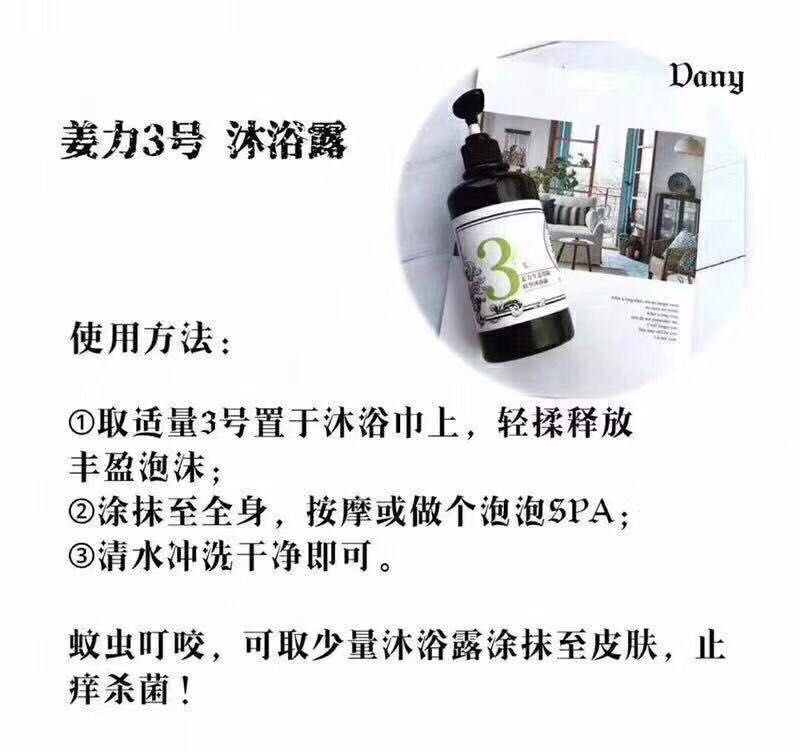 Dany
姜力3号 沐浴露
3
使用方法：
①取适量3号置于沐浴巾上，轻揉释放
丰盈泡沫；
②涂抹至全身，按摩或做个泡泡SPA；
③清水冲洗干净即可。
蚊虫叮咬，可取少量沐浴露涂抹至皮肤，止
痒杀菌！